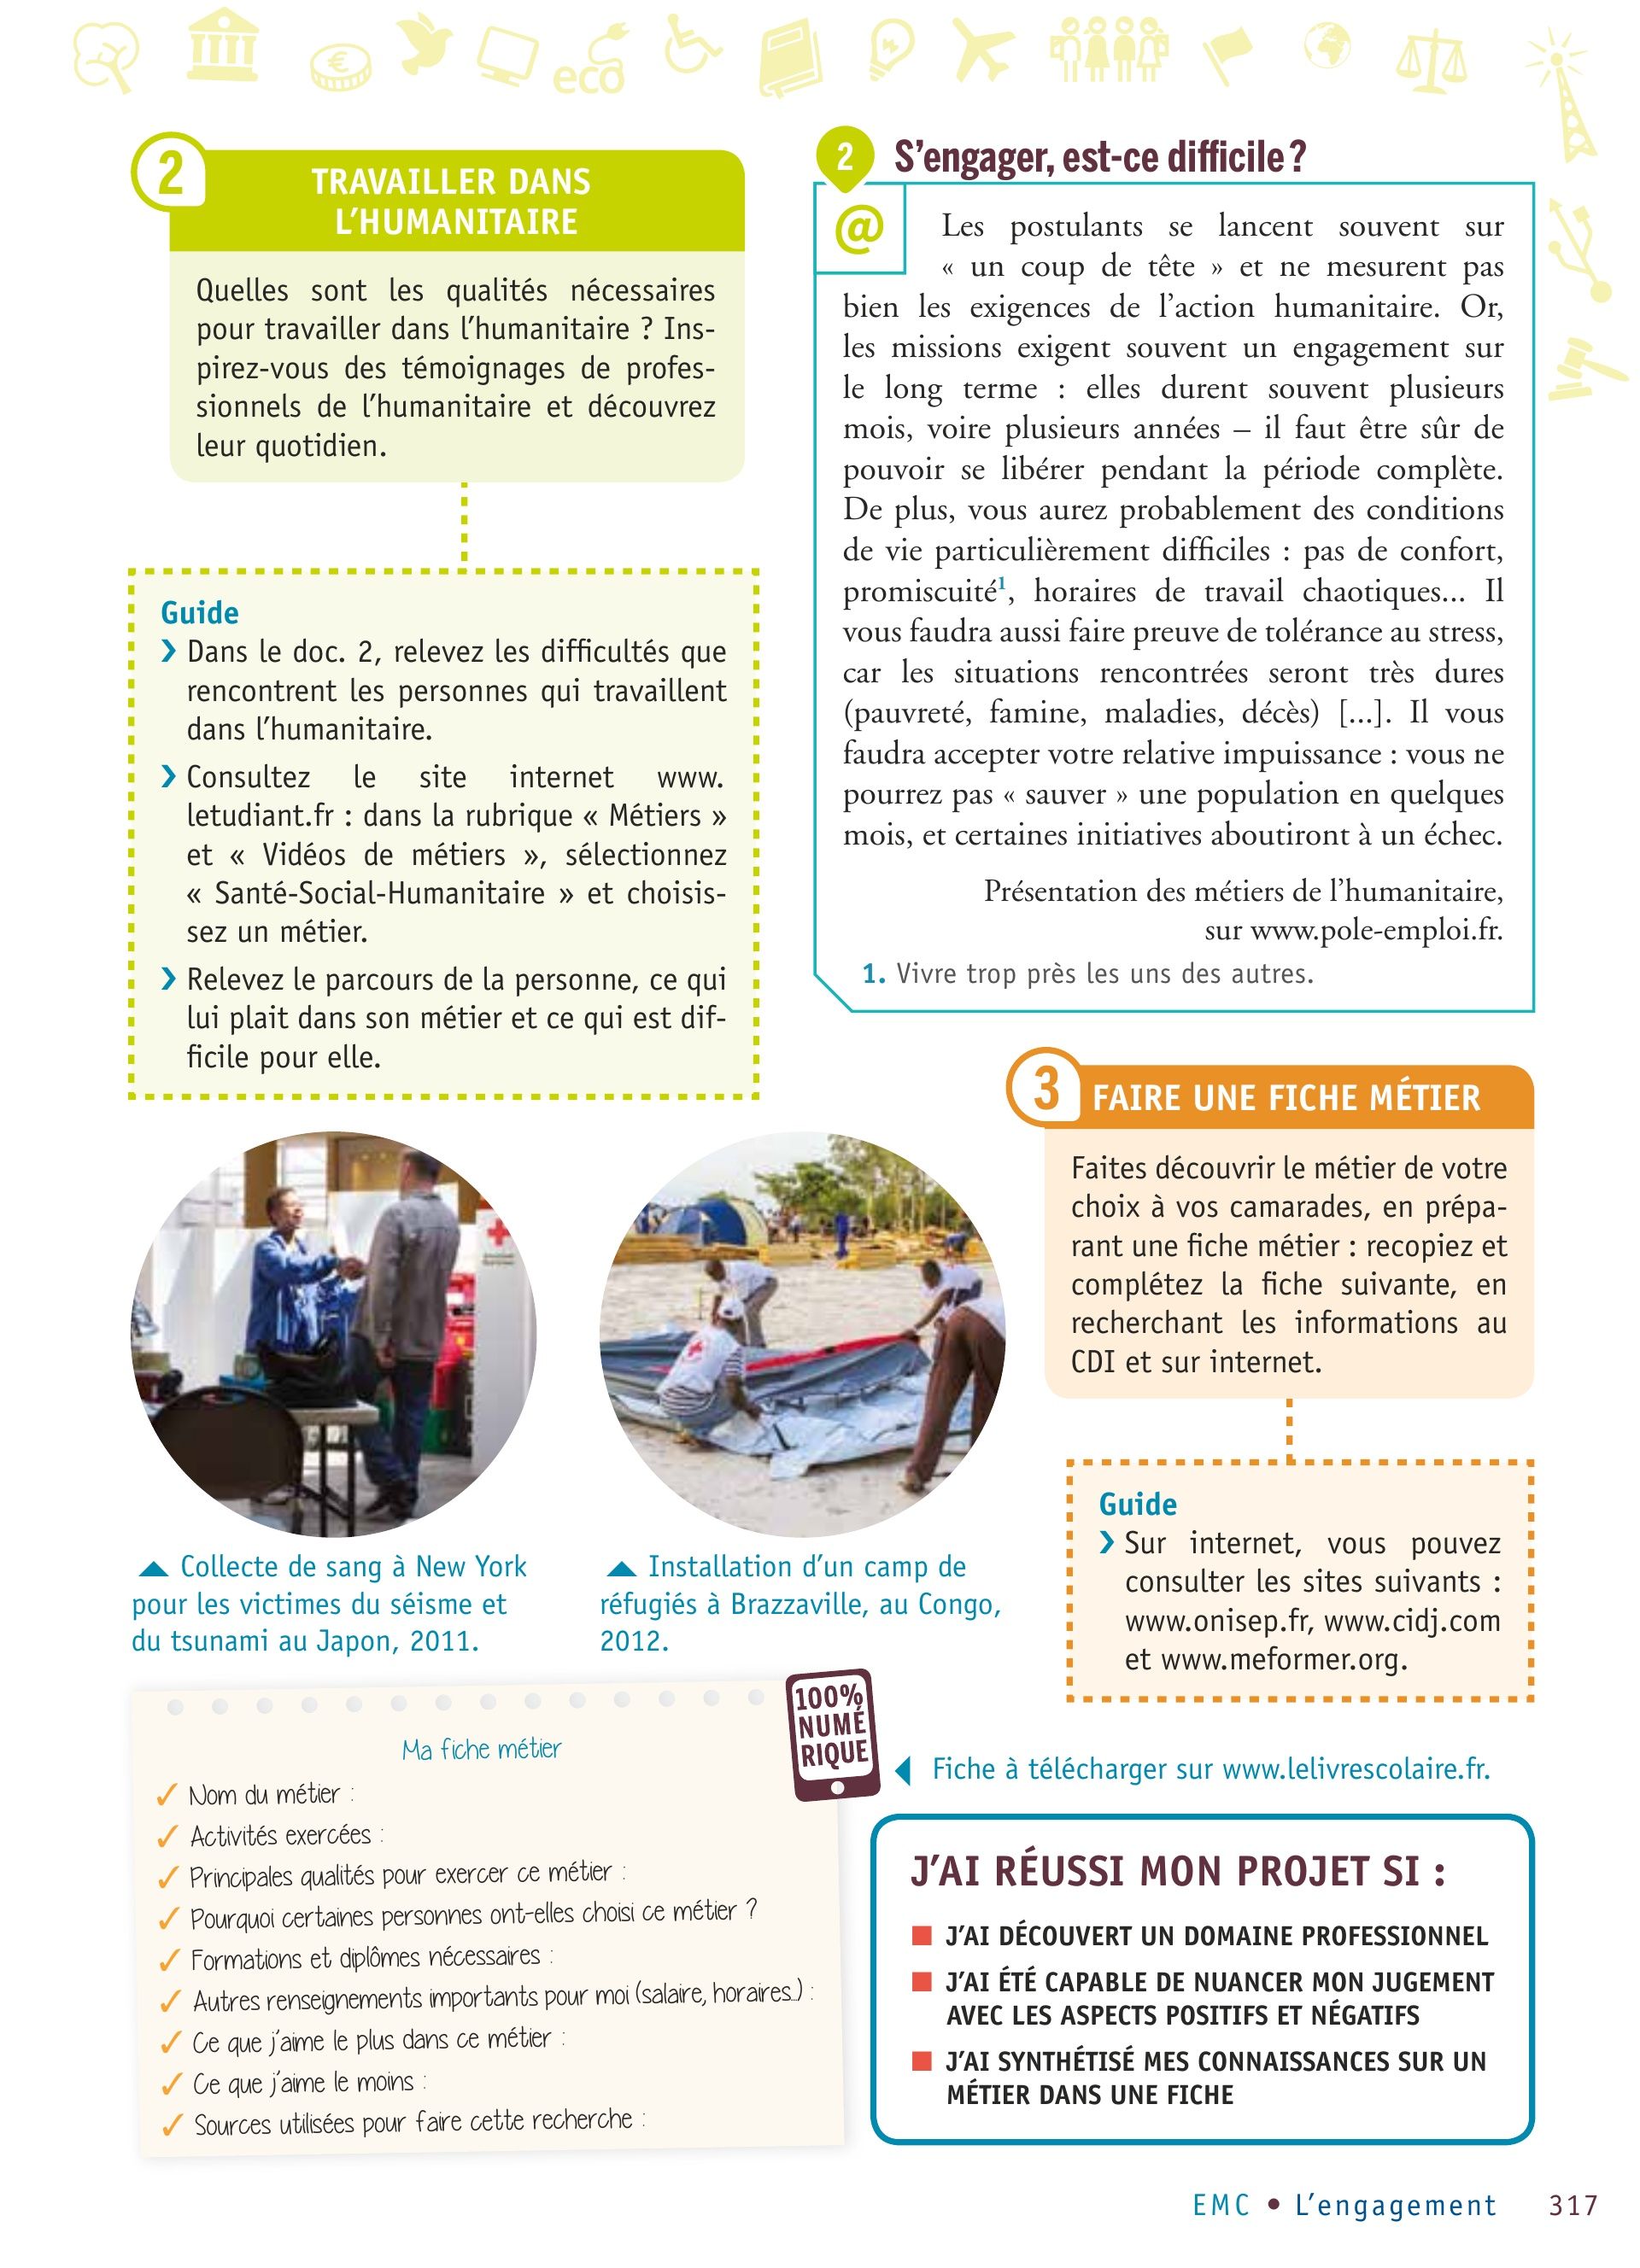 eco
2
TRAVAILLER DANS
L'HUMANITAIRE
Quelles sont les qualités nécessaires
pour travailler dans l'humanitaire ? Ins-
pirez-vous des témoignages de profes-
sionnels de l'humanitaire et découvrez
leur quotidien.
Guide
› Dans le doc. 2, relevez les difficultés que
rencontrent les personnes qui travaillent
dans l'humanitaire.
› Consultez le site internet www.
letudiant.fr : dans la rubrique « Métiers »
et « Vidéos de métiers », sélectionnez
« Santé-Social-Humanitaire » et choisis-
sez un métier.
› Relevez le parcours de la personne, ce qui
lui plait dans son métier et ce qui est dif-
ficile pour elle.
2 S'engager, est-ce difficile ?
@
Les postulants se lancent souvent sur
« un coup de tête » et ne mesurent pas
bien les exigences de l'action humanitaire. Or,
les missions exigent souvent un engagement sur
le long terme : elles durent souvent plusieurs
mois, voire plusieurs années – il faut être sûr de
pouvoir se libérer pendant la période complète.
De plus, vous aurez probablement des conditions
de vie particulièrement difficiles : pas de confort,
promiscuité¹, horaires de travail chaotiques... Il
vous faudra aussi faire preuve de tolérance au stress,
car les situations rencontrées seront très dures
(pauvreté, famine, maladies, décès) [...]. Il vous
faudra accepter votre relative impuissance : vous ne
pourrez pas « sauver » une population en quelques
mois, et certaines initiatives aboutiront à un échec.
Présentation des métiers de l'humanitaire,
sur www.pole-emploi.fr.
1. Vivre trop près les uns des autres.
3 FAIRE UNE FICHE MÉTIER
Faites découvrir le métier de votre
choix à vos camarades, en prépa-
rant une fiche métier : recopiez et
complétez la fiche suivante, en
recherchant les informations au
CDI et sur internet.
Guide
› Sur internet, vous pouvez
consulter les sites suivants :
www.onisep.fr, www.cidj.com
et www.meformer.org.
Collecte de sang à New York
pour les victimes du séisme et
du tsunami au Japon, 2011.
Installation d'un camp de
réfugiés à Brazzaville, au Congo,
2012.
100%
NUMÉ
RIQUE
Fiche à télécharger sur www.lelivrescolaire.fr.
Ma fiche métier
✓ Nom du métier :
✓ Activités exercées :
✓ Principales qualités pour exercer ce métier :
✓ Pourquoi certaines personnes ont-elles choisi ce métier ?
✓ Formations et diplômes nécessaires :
✓ Autres renseignements importants pour moi (salaire, horaires...) :
✓ Ce que j'aime le plus dans ce métier :
✓ Ce que j'aime le moins :
✓ Sources utilisées pour faire cette recherche :
J'AI RÉUSSI MON PROJET SI :
■ J'AI DÉCOUVERT UN DOMAINE PROFESSIONNEL
■ J'AI ÉTÉ CAPABLE DE NUANCER MON JUGEMENT
AVEC LES ASPECTS POSITIFS ET NÉGATIFS
■ J'AI SYNTHÉTISÉ MES CONNAISSANCES SUR UN
MÉTIER DANS UNE FICHE
EMC • L'engagement 317